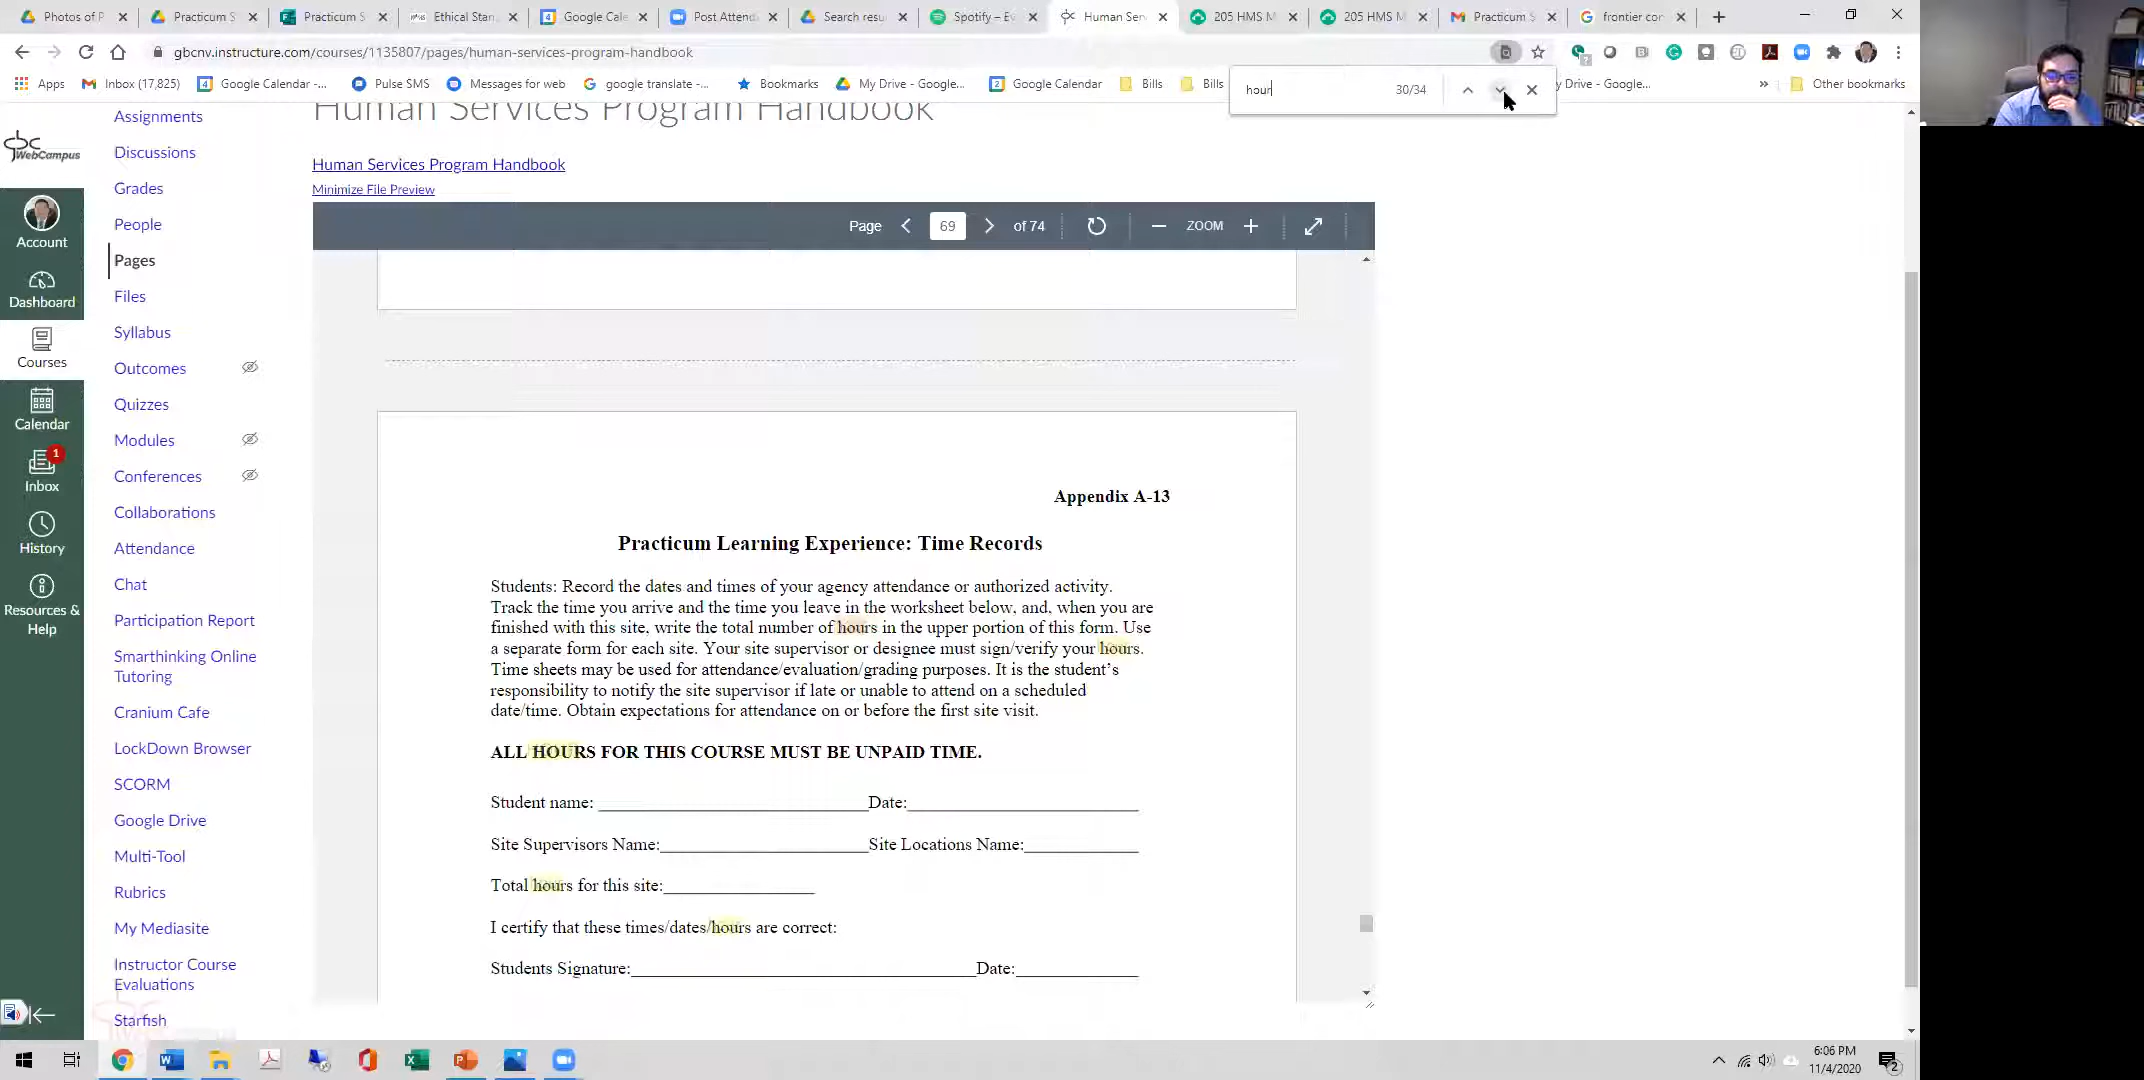 Photos of P
Practicum S
Practicum S
Ethical Stan
Google Cale
Post Attend
Search resu
Spotify – E
Human Serv
205 HMS M
205 HMS M
Practicum S
frontier cor
gbcnv.instructure.com/courses/1135807/pages/human-services-program-handbook
Apps
Inbox (17,825)
Google Calendar -...
Pulse SMS
Messages for web
google translate -...
Bookmarks
My Drive - Google...
Google Calendar
Bills
Bills
y Drive - Google...
» Other bookmarks
hour 30/34
WebCampus
Account
Dashboard
Courses
Calendar
1
Inbox
History
Resources &
Help
Assignments
Discussions
Grades
People
Pages
Files
Syllabus
Outcomes
Quizzes
Modules
Conferences
Collaborations
Attendance
Chat
Participation Report
Smarthinking Online
Tutoring
Cranium Cafe
LockDown Browser
SCORM
Google Drive
Multi-Tool
Rubrics
My Mediasite
Instructor Course
Evaluations
Starfish
Human Services Program Handbook
Human Services Program Handbook
Minimize File Preview
Page 69 of 74 ZOOM
Appendix A-13
Practicum Learning Experience: Time Records
Students: Record the dates and times of your agency attendance or authorized activity.
Track the time you arrive and the time you leave in the worksheet below, and, when you are
finished with this site, write the total number of hours in the upper portion of this form. Use
a separate form for each site. Your site supervisor or designee must sign/verify your hours.
Time sheets may be used for attendance/evaluation/grading purposes. It is the student’s
responsibility to notify the site supervisor if late or unable to attend on a scheduled
date/time. Obtain expectations for attendance on or before the first site visit.
ALL HOURS FOR THIS COURSE MUST BE UNPAID TIME.
Student name: Date:
Site Supervisors Name: Site Locations Name:
Total hours for this site:
I certify that these times/dates/hours are correct:
Students Signature: Date:
6:06 PM
11/4/2020
2